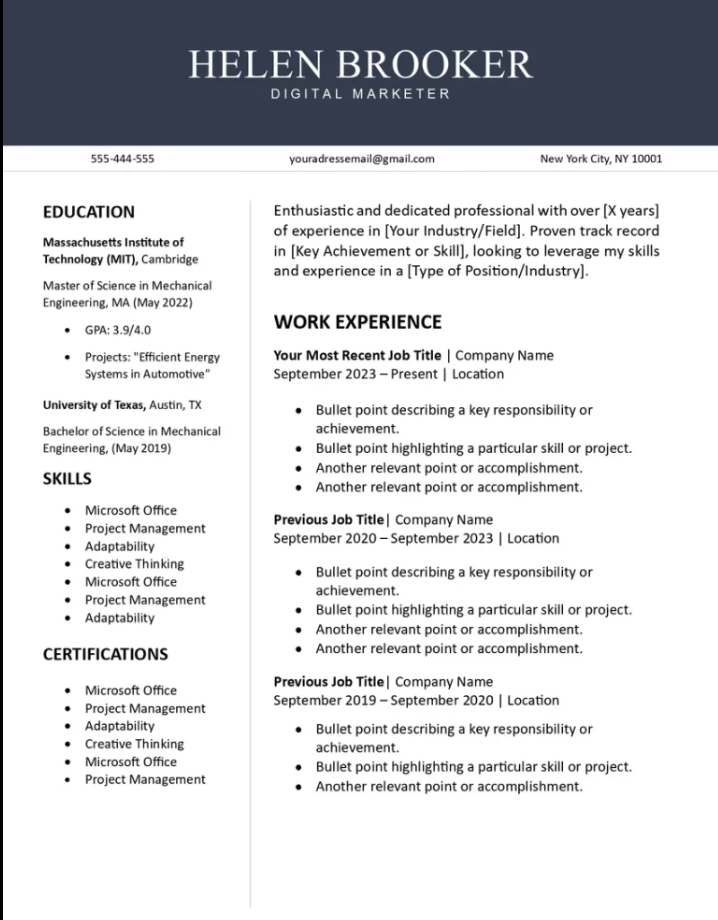 HELEN BROOKER
DIGITAL MARKETER
555-444-555
youradressemail@gmail.com
New York City, NY 10001
EDUCATION
Massachusetts Institute of
Technology (MIT), Cambridge
Master of Science in Mechanical
Engineering, MA (May 2022)
• GPA: 3.9/4.0
• Projects: "Efficient Energy
Systems in Automotive"
University of Texas, Austin, TX
Bachelor of Science in Mechanical
Engineering, (May 2019)
SKILLS
• Microsoft Office
• Project Management
• Adaptability
• Creative Thinking
• Microsoft Office
• Project Management
• Adaptability
CERTIFICATIONS
• Microsoft Office
• Project Management
• Adaptability
• Creative Thinking
• Microsoft Office
• Project Management
Enthusiastic and dedicated professional with over [X years]
of experience in [Your Industry/Field]. Proven track record
in [Key Achievement or Skill], looking to leverage my skills
and experience in a [Type of Position/Industry].
WORK EXPERIENCE
Your Most Recent Job Title | Company Name
September 2023 – Present | Location
• Bullet point describing a key responsibility or
achievement.
• Bullet point highlighting a particular skill or project.
• Another relevant point or accomplishment.
• Another relevant point or accomplishment.
Previous Job Title| Company Name
September 2020 – September 2023 | Location
• Bullet point describing a key responsibility or
achievement.
• Bullet point highlighting a particular skill or project.
• Another relevant point or accomplishment.
• Another relevant point or accomplishment.
Previous Job Title| Company Name
September 2019 – September 2020 | Location
• Bullet point describing a key responsibility or
achievement.
• Bullet point highlighting a particular skill or project.
• Another relevant point or accomplishment.